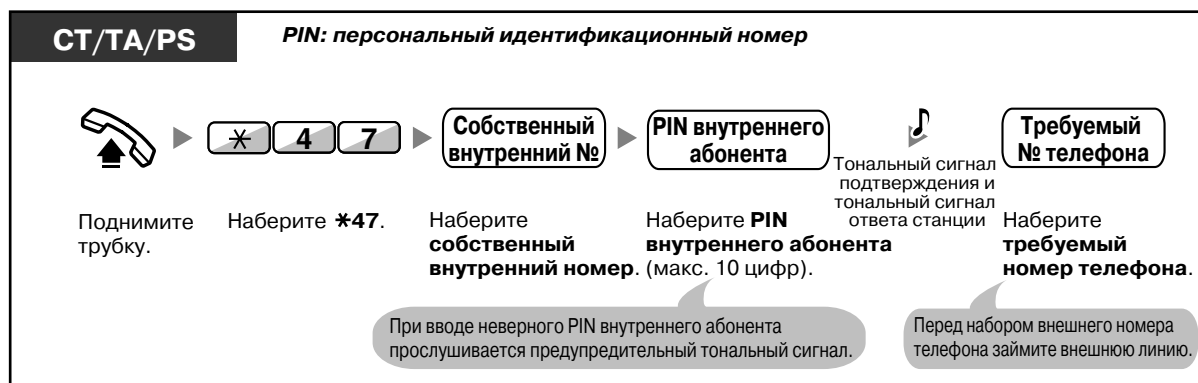 CT/TA/PS
PIN: персональный идентификационный номер
✳ 4 7
Собственный
внутренний №
PIN внутреннего
абонента
Тональный сигнал
подтверждения и
тональный сигнал
ответа станции
Требуемый
№ телефона
Поднимите
трубку.
Наберите ✳47.
Наберите
собственный
внутренний номер.
Наберите PIN
внутреннего абонента
(макс. 10 цифр).
Наберите
требуемый
номер телефона.
При вводе неверного PIN внутреннего абонента
прослушивается предупредительный тональный сигнал.
Перед набором внешнего номера
телефона займите внешнюю линию.